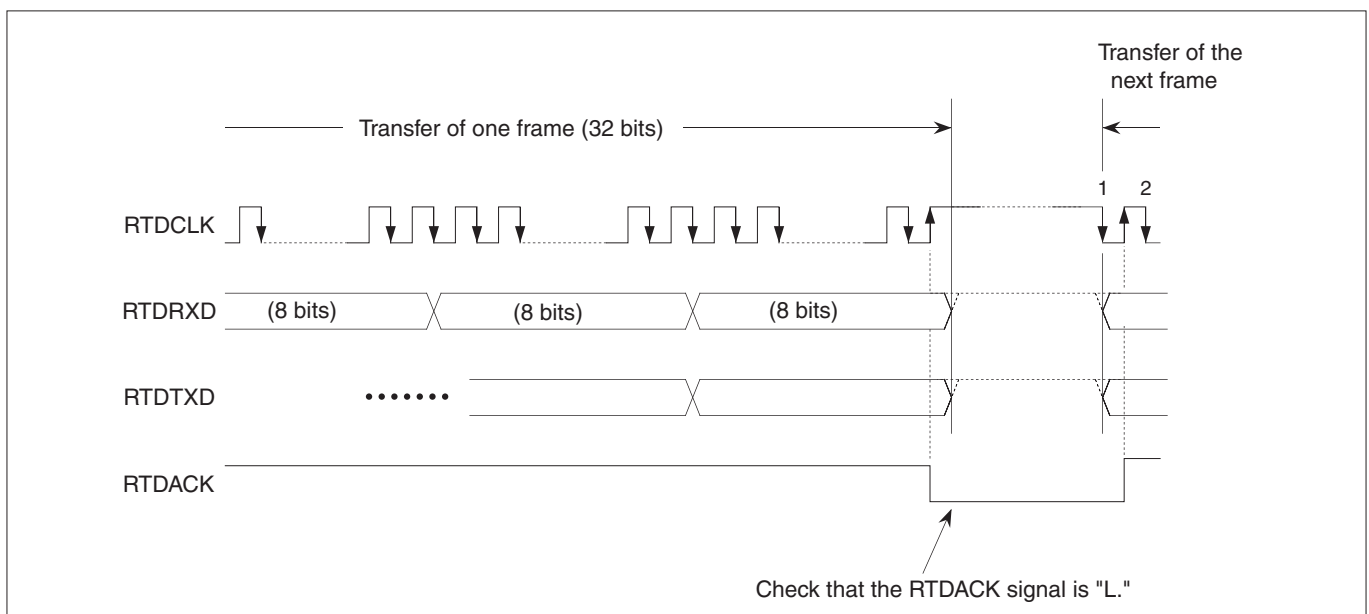 Transfer of the
next frame
Transfer of one frame (32 bits)
1 2
RTDCLK
RTDRXD (8 bits) (8 bits) (8 bits)
RTDTXD
RTDACK
Check that the RTDACK signal is "L."